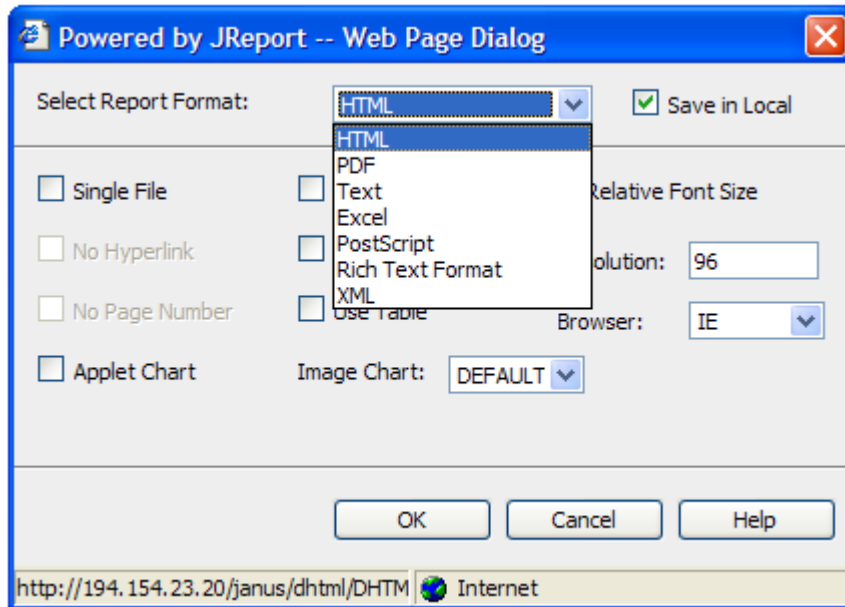 Powered by JReport -- Web Page Dialog
Select Report Format: HTML Save in Local
HTML
PDF
Text
Excel
PostScript
Rich Text Format
XML
Single File Relative Font Size
No Hyperlink 96
No Page Number Use Table Browser: IE
Applet Chart Image Chart: DEFAULT
OK Cancel Help
http://194.154.23.20/janus/dhtml/DHTM Internet